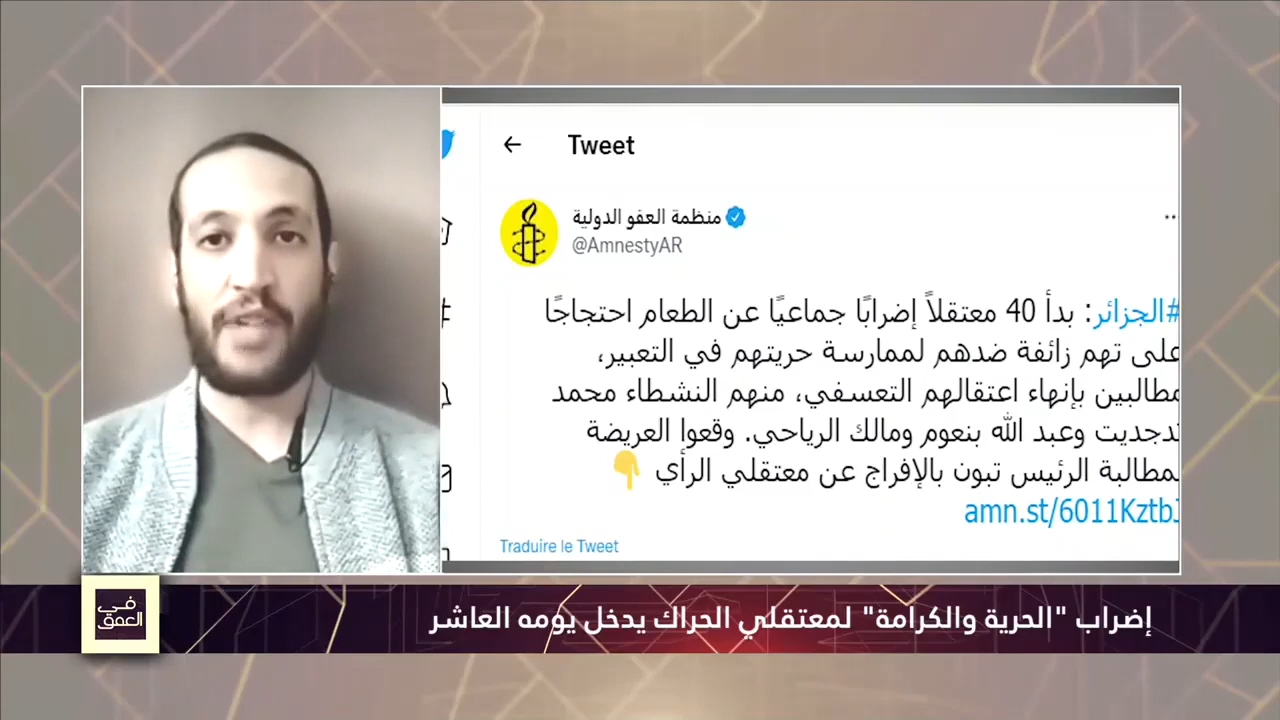 Tweet
منظمة العفو الدولية
@AmnestyAR
#الجزائر: بدأ 40 معتقلاً إضرابًا جماعيًا عن الطعام احتجاجًا
على تهم زائفة ضدهم لممارسة حريتهم في التعبير،
مطالبين بإنهاء اعتقالهم التعسفي، منهم النشطاء محمد
تدجديت وعبد الله بنعوم ومالك الرياحي. وقعوا العريضة
لمطالبة الرئيس تبون بالإفراج عن معتقلي الرأي
amn.st/6011KztbJ
Traduire le Tweet
إضراب "الحرية والكرامة" لمعتقلي الحراك يدخل يومه العاشر
في
العمق